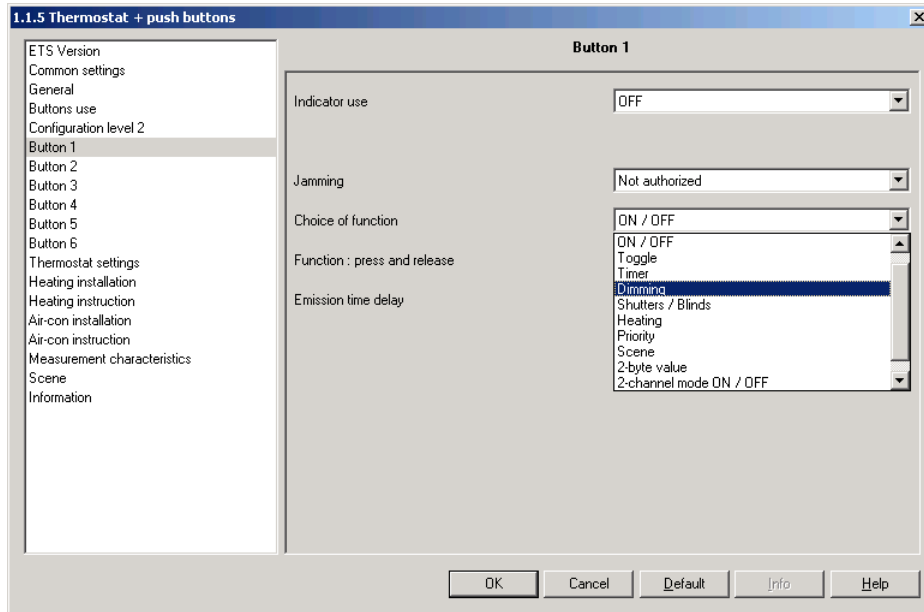 1.1.5 Thermostat + push buttons
ETS Version
Common settings
General
Buttons use
Configuration level 2
Button 1
Button 2
Button 3
Button 4
Button 5
Button 6
Thermostat settings
Heating installation
Heating instruction
Air-con installation
Air-con instruction
Measurement characteristics
Scene
Information
Button 1
Indicator use
OFF
Jamming
Not authorized
Choice of function
ON / OFF
Function : press and release
Emission time delay
ON / OFF
Toggle
Timer
Dimming
Shutters / Blinds
Heating
Priority
Scene
2-byte value
2-channel mode ON / OFF
OK Cancel Default Info Help